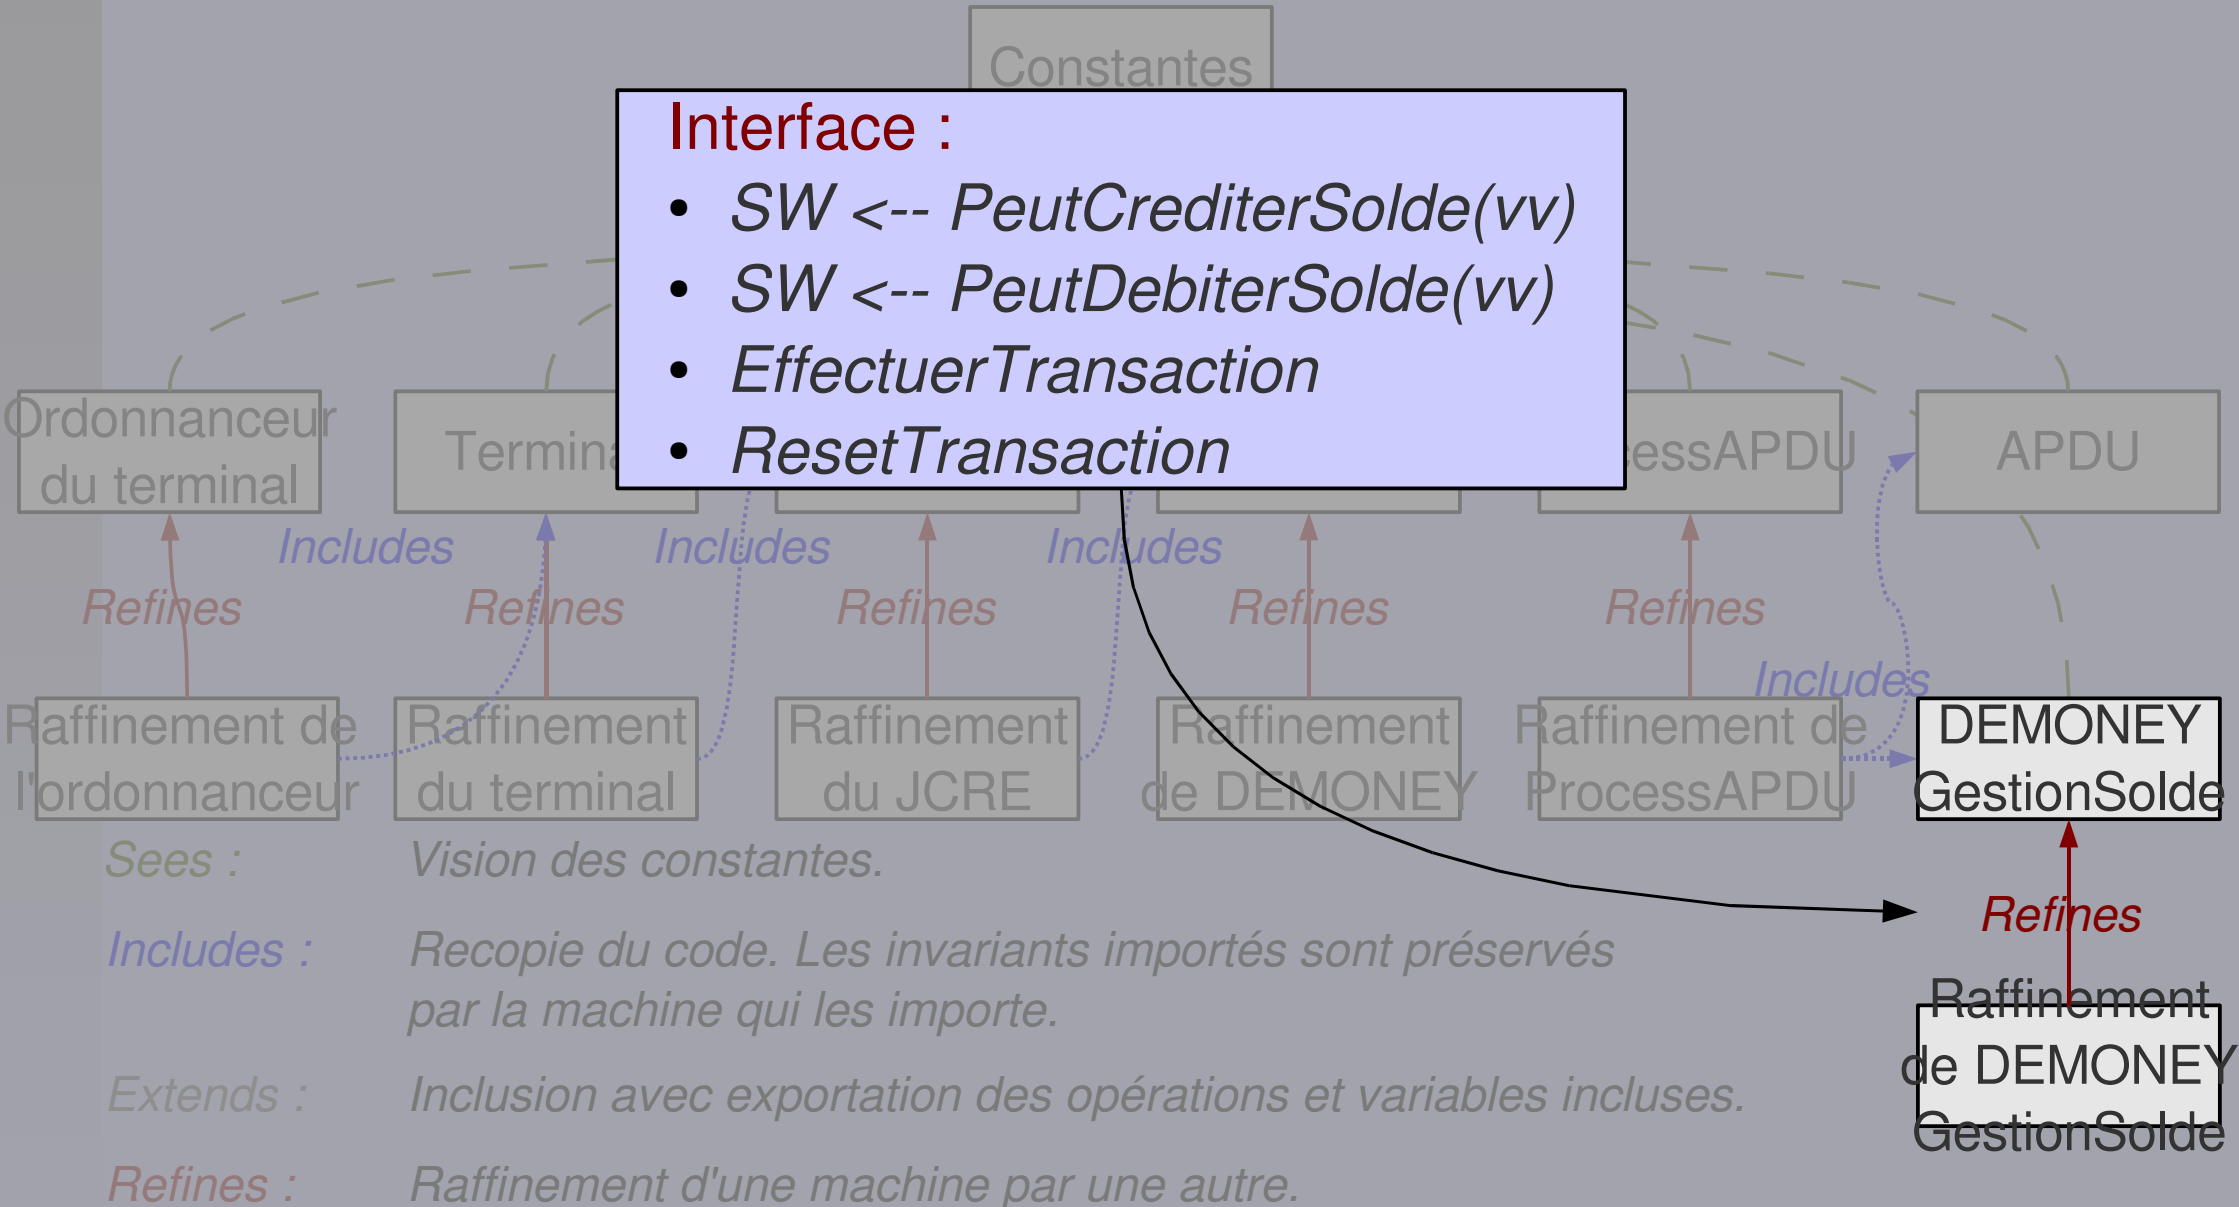 Constantes
Interface :
• SW <-- PeutCrediterSolde(vv)
• SW <-- PeutDebiterSolde(vv)
• EffectuerTransaction
• ResetTransaction
Ordonnanceur
du terminal
Termina
cessAPDU
APDU
Includes
Includes
Includes
Refines
Refines
Refines
Refines
Refines
Includes
Raffinement de
l'ordonnanceur
Raffinement
du terminal
Raffinement
du JCRE
Raffinement
de DEMONEY
Raffinement de
ProcessAPDU
DEMONEY
GestionSolde
Sees : Vision des constantes.
Refines
Includes : Recopie du code. Les invariants importés sont préservés
par la machine qui les importe.
Raffinement
de DEMONEY
GestionSolde
Extends : Inclusion avec exportation des opérations et variables incluses.
Refines : Raffinement d'une machine par une autre.